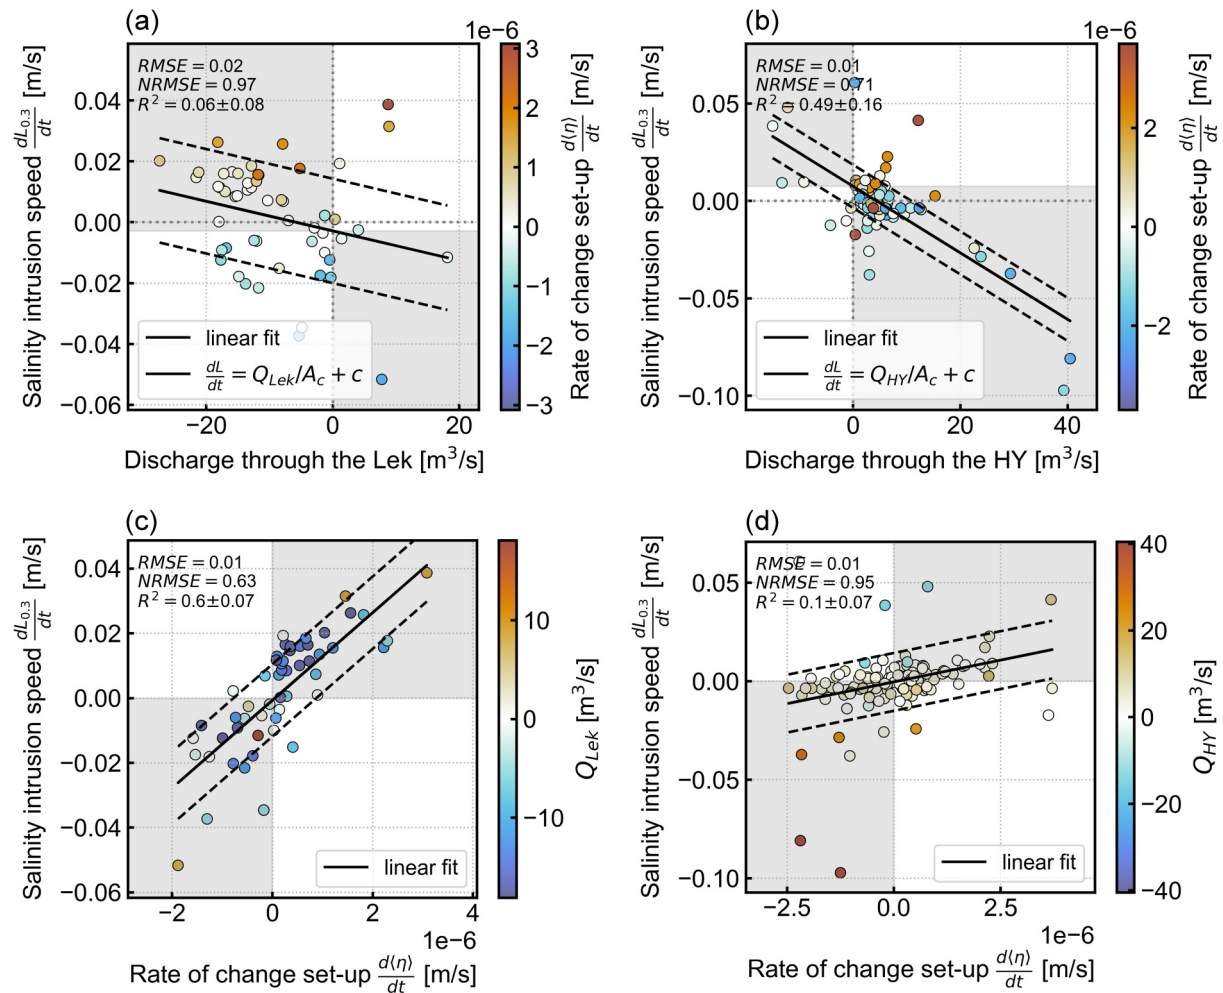 (a)
1e−6
Salinity intrusion speed dL₀.₃/dt [m/s]
RMSE = 0.02
NRMSE = 0.97
R² = 0.06±0.08
0.04
0.02
0.00
−0.02
−0.04
−0.06
linear fit
dL/dt = Q_Lek/A_c + c
−20
0
20
Discharge through the Lek [m³/s]
3
2
1
0
−1
−2
−3
Rate of change set-up d⟨η⟩/dt [m/s]
(b)
1e−6
Salinity intrusion speed dL₀.₃/dt [m/s]
RMSE = 0.01
NRMSE = 0.71
R² = 0.49±0.16
0.05
0.00
−0.05
−0.10
linear fit
dL/dt = Q_HY/A_c + c
0
20
40
Discharge through the HY [m³/s]
2
0
−2
Rate of change set-up d⟨η⟩/dt [m/s]
(c)
Salinity intrusion speed dL₀.₃/dt [m/s]
RMSE = 0.01
NRMSE = 0.63
R² = 0.6±0.07
0.04
0.02
0.00
−0.02
−0.04
−0.06
linear fit
−2
0
2
4
1e−6
Rate of change set-up d⟨η⟩/dt [m/s]
10
0
−10
Q_Lek [m³/s]
(d)
Salinity intrusion speed dL₀.₃/dt [m/s]
RMSE = 0.01
NRMSE = 0.95
R² = 0.1±0.07
0.05
0.00
−0.05
−0.10
linear fit
−2.5
0.0
2.5
1e−6
Rate of change set-up d⟨η⟩/dt [m/s]
40
20
0
−20
−40
Q_HY [m³/s]